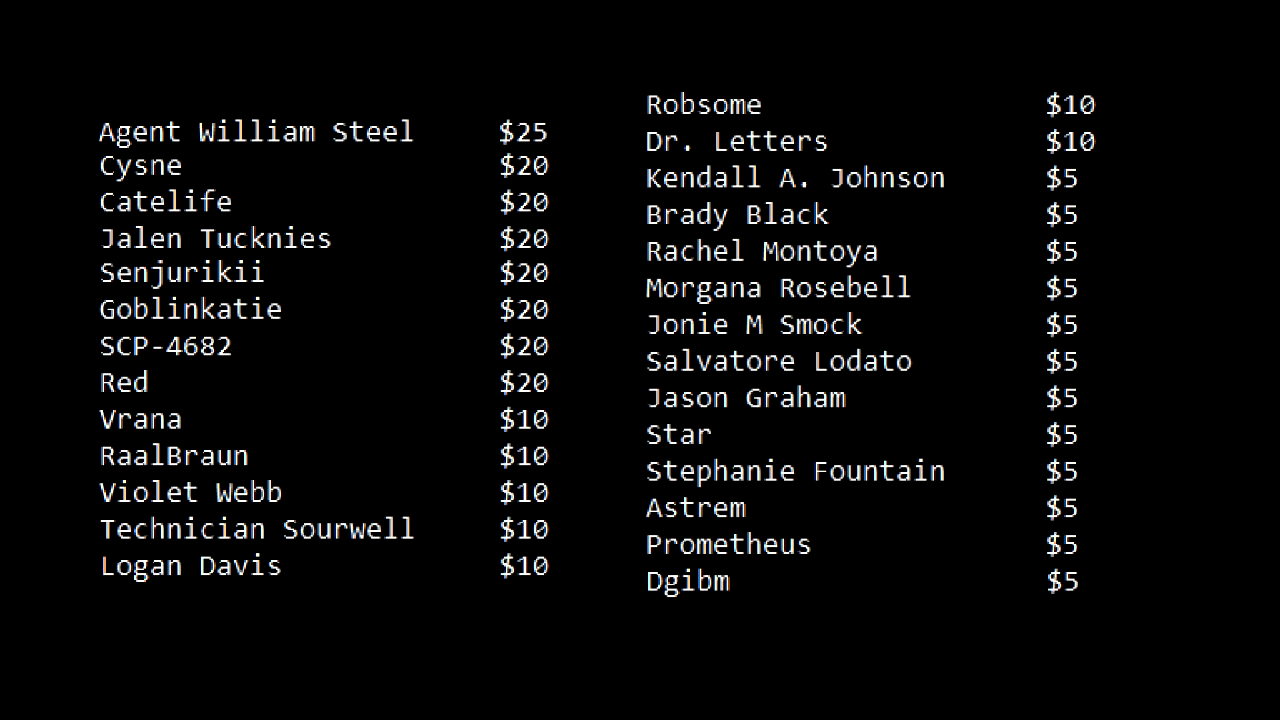 Agent William Steel $25
Cysne $20
Catelife $20
Jalen Tucknies $20
Senjurikii $20
Goblinkatie $20
SCP-4682 $20
Red $20
Vrana $10
RaalBraun $10
Violet Webb $10
Technician Sourwell $10
Logan Davis $10
Robsome $10
Dr. Letters $10
Kendall A. Johnson $5
Brady Black $5
Rachel Montoya $5
Morgana Rosebell $5
Jonie M Smock $5
Salvatore Lodato $5
Jason Graham $5
Star $5
Stephanie Fountain $5
Astrem $5
Prometheus $5
Dgibm $5